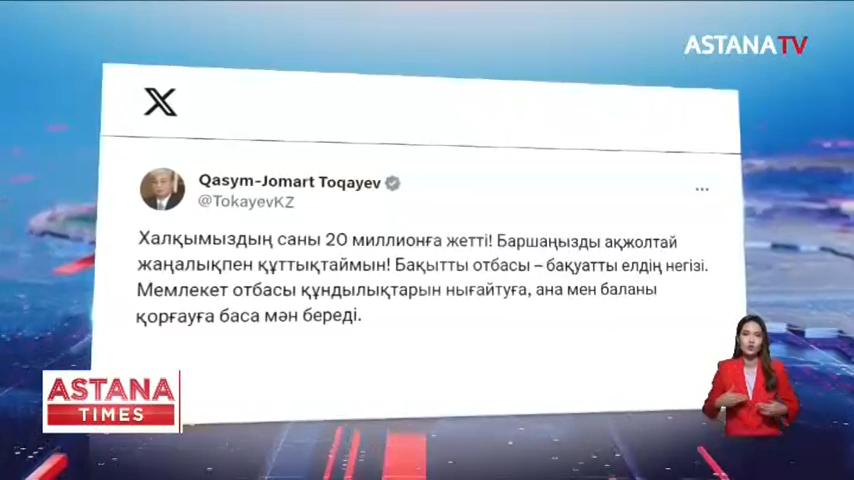 ASTANATV
X
Qasym-Jomart Toqayev
@TokayevKZ
...
Халқымыздың саны 20 миллионға жетті! Баршаңызды ақжолтай
жаңалықпен құттықтаймын! Бақытты отбасы – бақуатты елдің негізі.
Мемлекет отбасы құндылықтарын нығайтуға, ана мен баланы
қорғауға баса мән береді.
ASTANA
TIMES